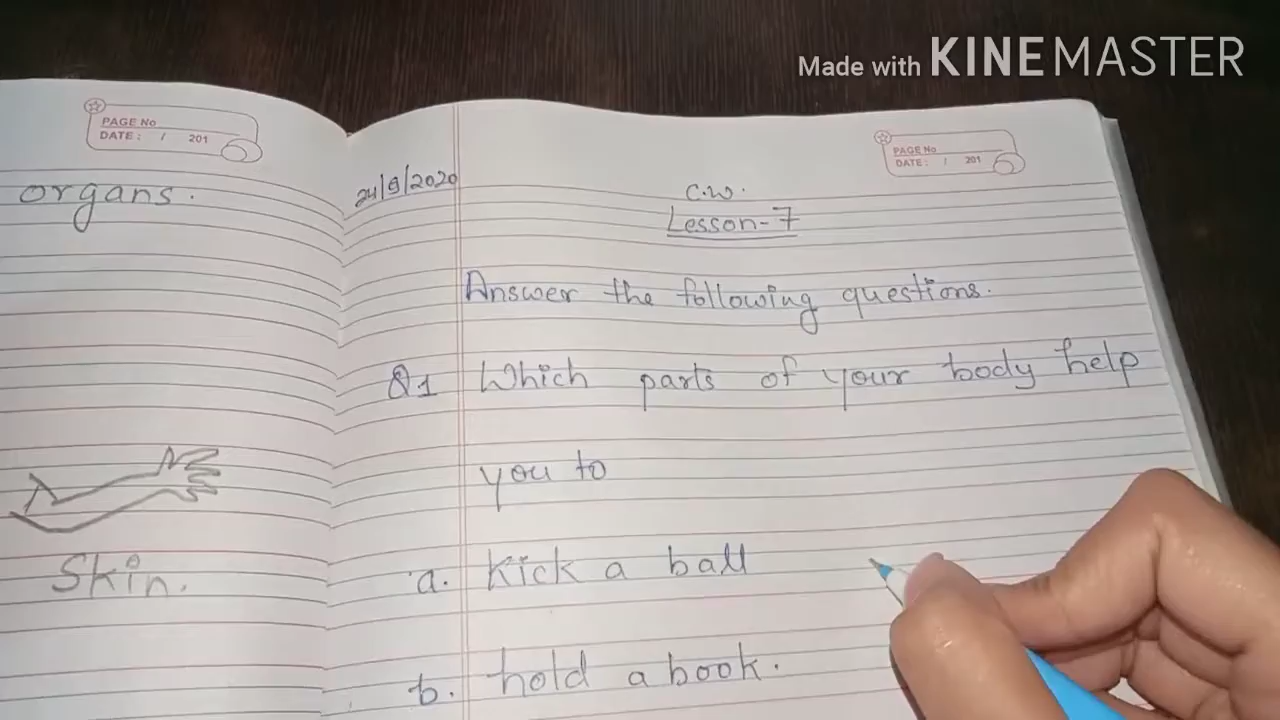 Made with KINEMASTER
PAGE No
DATE : / 201
organs.
Skin.
PAGE No
DATE : / 201
24/9/2020
C.W.
Lesson-7
Answer the following questions.
Q1 Which parts of your body help
you to
a. Kick a ball
b. hold a book.